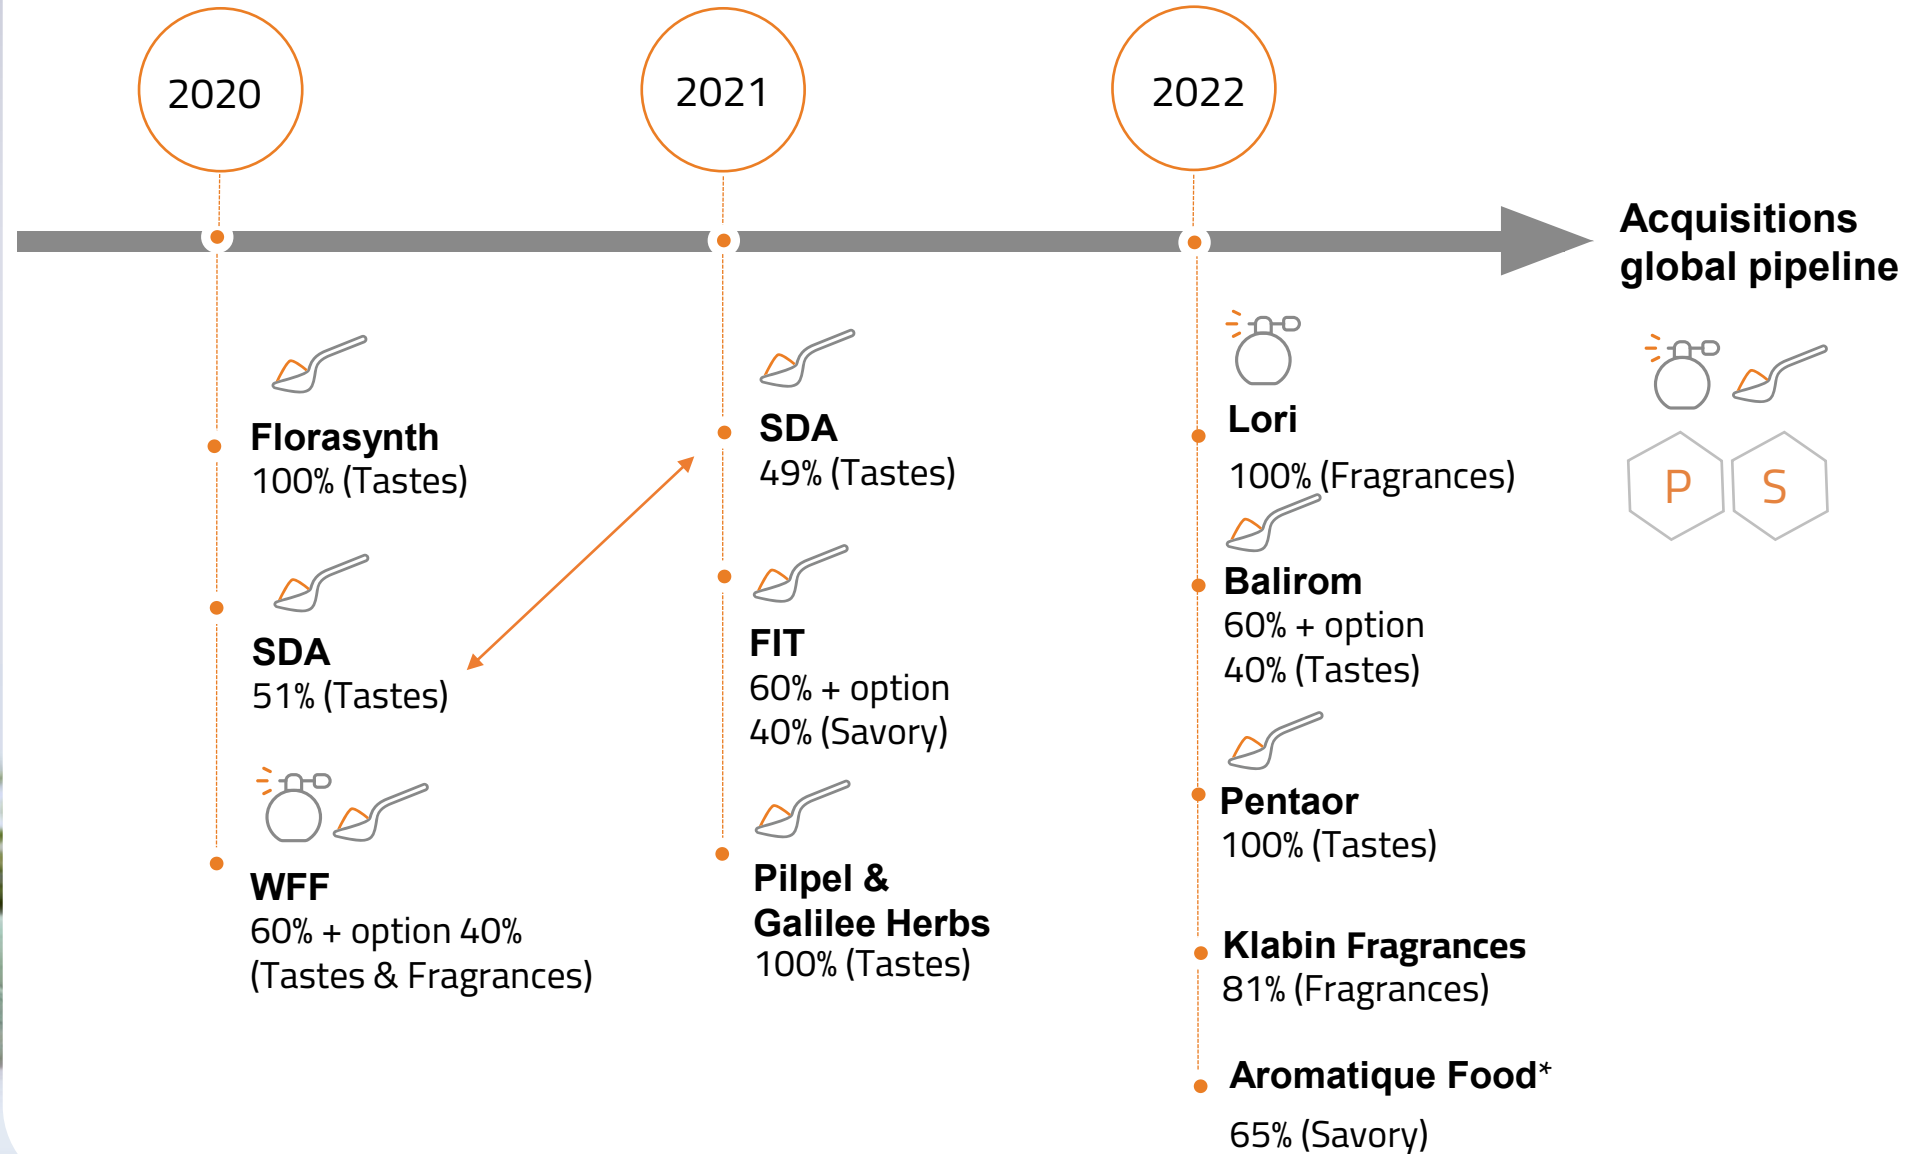 2020
2021
2022
Acquisitions
global pipeline
P
S
Florasynth
100% (Tastes)
SDA
51% (Tastes)
WFF
60% + option 40%
(Tastes & Fragrances)
SDA
49% (Tastes)
FIT
60% + option
40% (Savory)
Pilpel &
Galilee Herbs
100% (Tastes)
Lori
100% (Fragrances)
Balirom
60% + option
40% (Tastes)
Pentaor
100% (Tastes)
Klabin Fragrances
81% (Fragrances)
Aromatique Food*
65% (Savory)